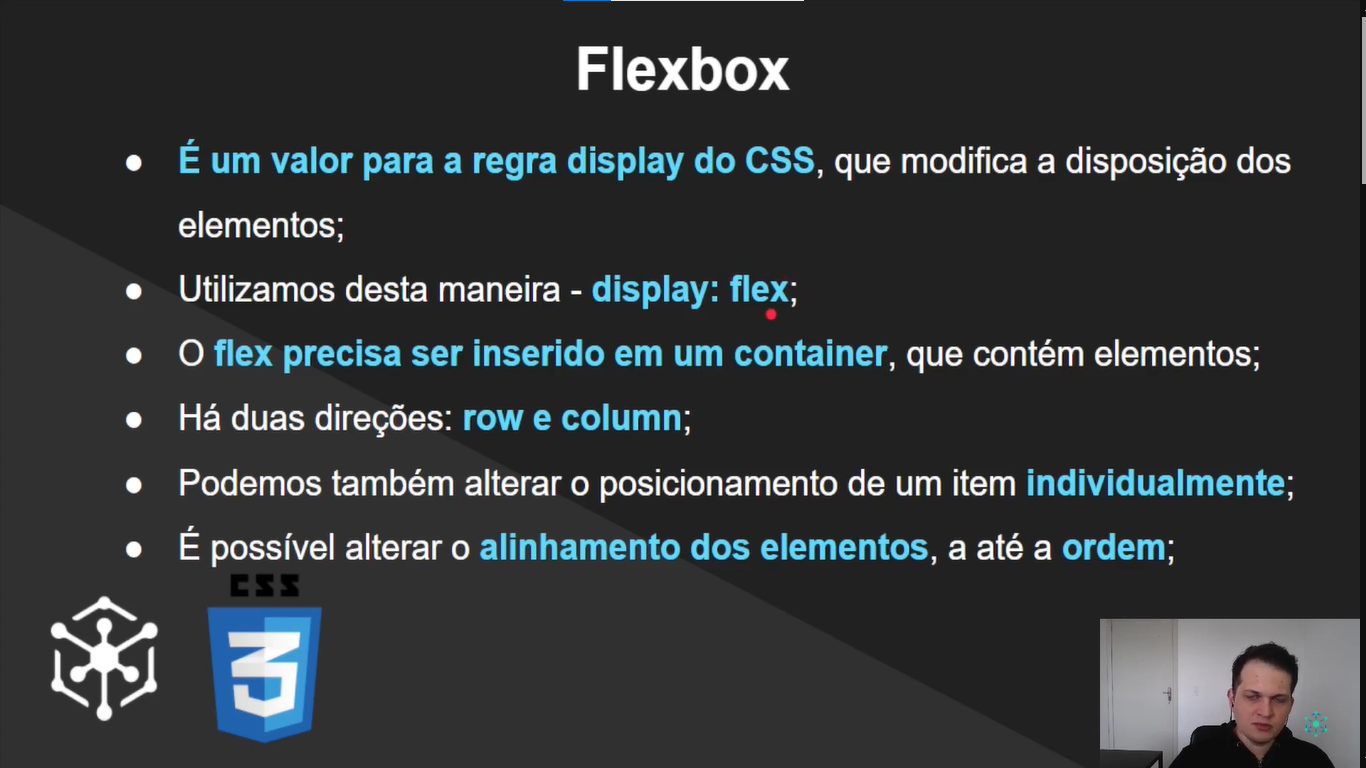 Flexbox
● É um valor para a regra display do CSS, que modifica a disposição dos
elementos;
● Utilizamos desta maneira - display: flex;
● O flex precisa ser inserido em um container, que contém elementos;
● Há duas direções: row e column;
● Podemos também alterar o posicionamento de um item individualmente;
● É possível alterar o alinhamento dos elementos, a até a ordem;
CSS
3